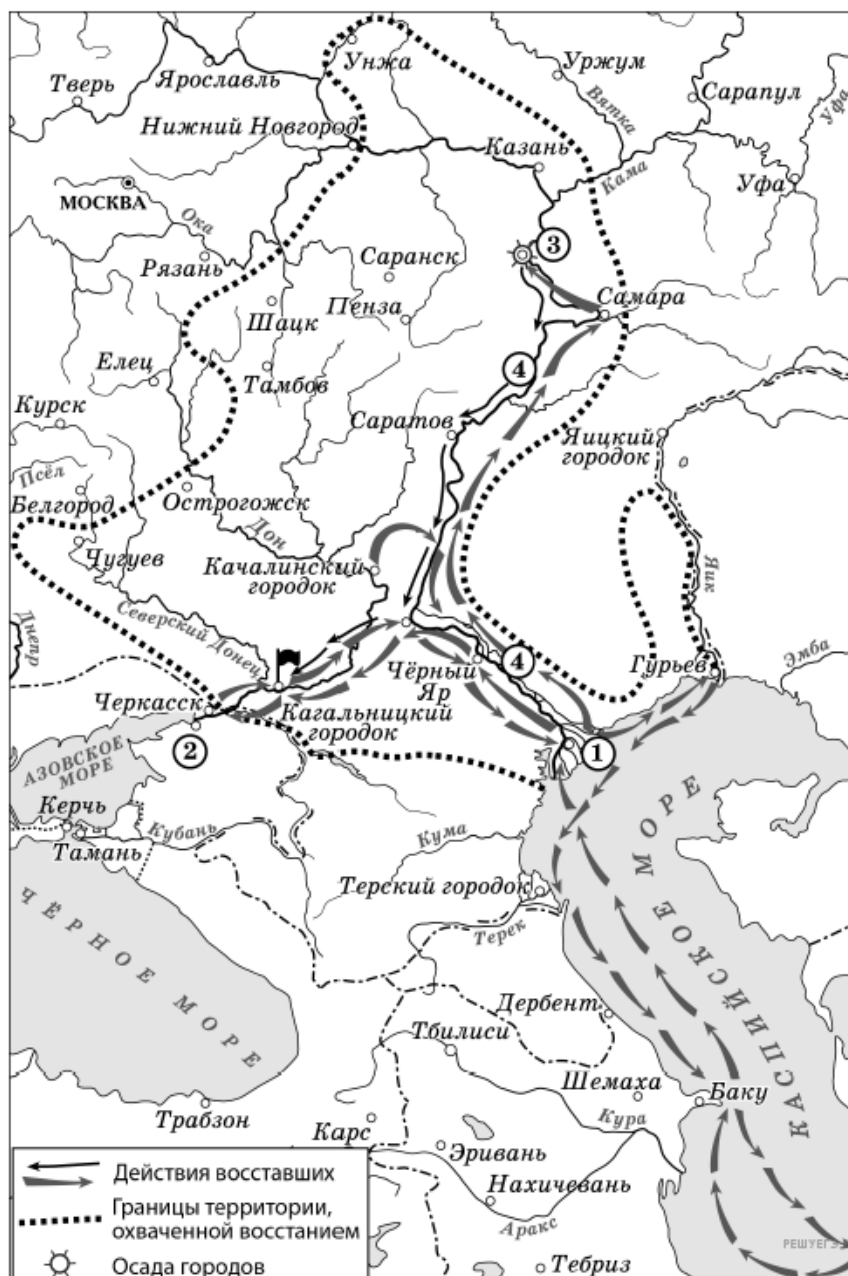 Унжа
Уржум
Ярославль
Тверь
Вятка
Сарапул
Уфа
Нижний Новгород
Казань
Кама
Уфа
МОСКВА
Ока
3
Рязань
Саранск
Самара
Шацк
Пенза
4
Елец
Тамбов
Курск
Саратов
Яицкий
городок
Псёл
Белгород
Острогожск
Дон
Чугуев
Качалинский
городок
Яик
Северский Донец
Днепр
Чёрный
Яр
4
Гурьев
Эмба
Черкасск
Кагальницкий
городок
2
1
АЗОВСКОЕ
МОРЕ
Керчь
Тамань
Кубань
Кума
Терский городок
Терек
ЧЁРНОЕ МОРЕ
КАСПИЙСКОЕ МОРЕ
Дербент
Тбилиси
Шемаха
Баку
Трабзон
Карс
Кура
Эривань
Нахичевань
Аракс
Тебриз
Действия восставших
Границы территории,
охваченной восстанием
Осада городов
РЕШУЕГЭ